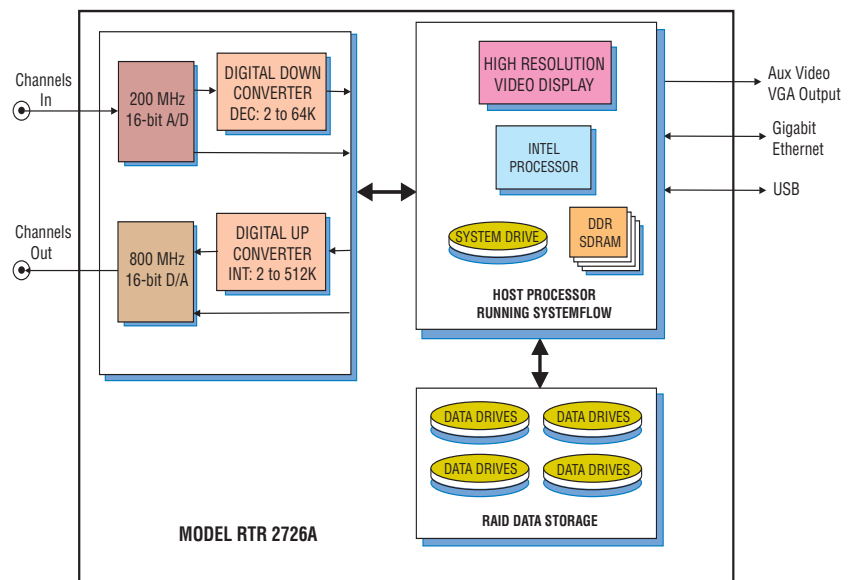 Channels
In
200 MHz
16-bit A/D
DIGITAL DOWN
CONVERTER
DEC: 2 to 64K
Channels
Out
800 MHz
16-bit D/A
DIGITAL UP
CONVERTER
INT: 2 to 512K
HIGH RESOLUTION
VIDEO DISPLAY
INTEL
PROCESSOR
SYSTEM DRIVE
DDR
SDRAM
HOST PROCESSOR
RUNNING SYSTEMFLOW
Aux Video
VGA Output
Gigabit
Ethernet
USB
DATA DRIVES
DATA DRIVES
DATA DRIVES
DATA DRIVES
RAID DATA STORAGE
MODEL RTR 2726A